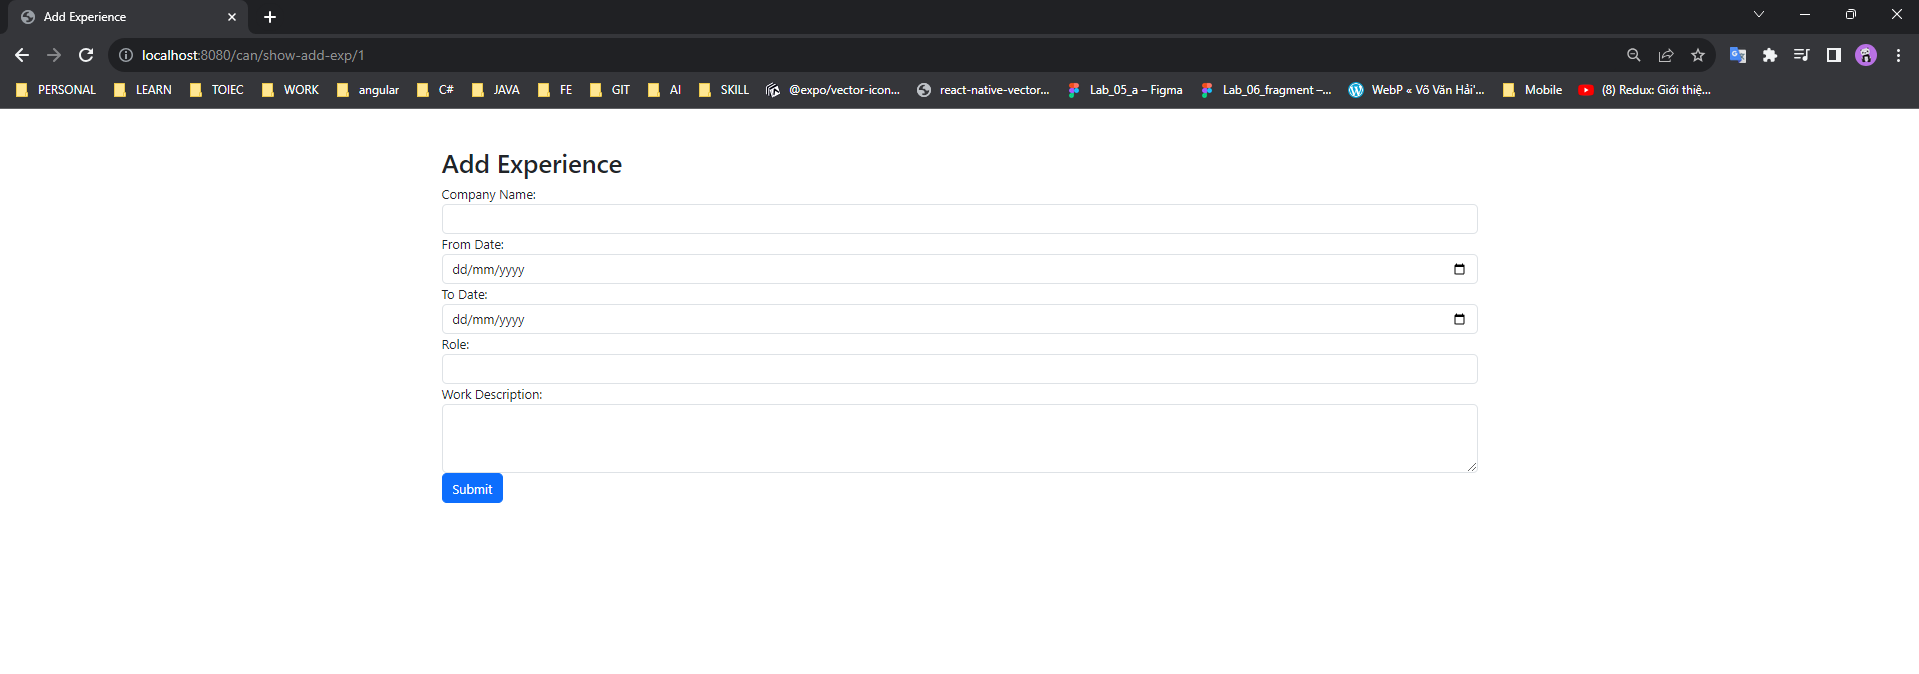 Add Experience
localhost:8080/can/show-add-exp/1
PERSONAL LEARN TOIEC WORK angular C# JAVA FE GIT AI SKILL @expo/vector-icon... react-native-vector... Lab_05_a – Figma Lab_06_fragment –... WebP « Võ Văn Hải'... Mobile (8) Redux: Giới thiệ...
Add Experience
Company Name:
From Date:
dd/mm/yyyy
To Date:
dd/mm/yyyy
Role:
Work Description:
Submit